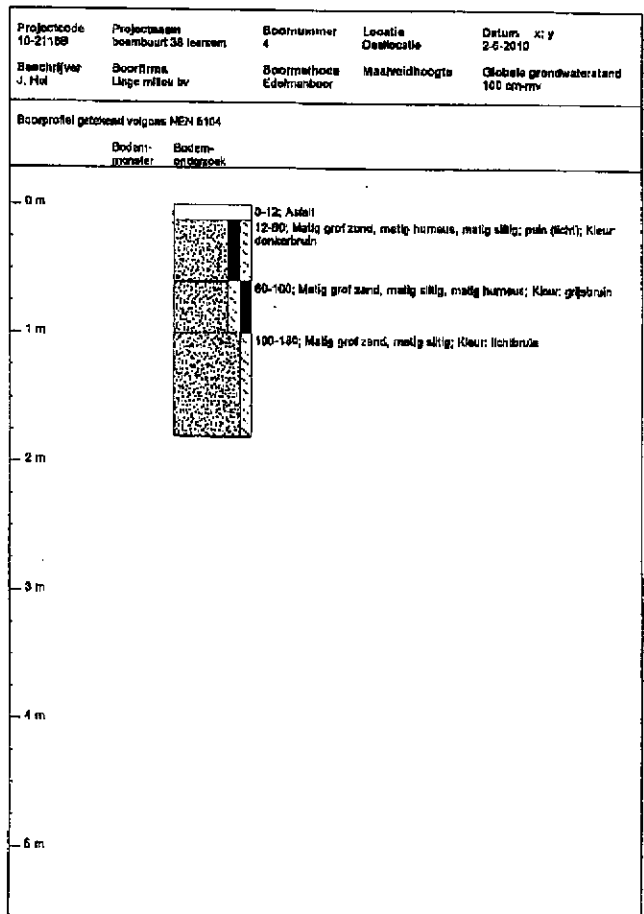 Projectcode Projectnaam Boornummer Locatie Datum x; y
10-21169 boombuurt 38 leersum 4 Deellocatie 2-6-2010
Beschrijver Boorfirma Boormethode Maaiveldhoogte Globale grondwaterstand
J. Hol Linge milieu bv Edelmanboor 100 cm-mv
Boorprofiel getekend volgens NEN 5104
Bodem- Bodem-
monster onderzoek
0 m
0-12; Asfalt
12-60; Matig grof zand, matig humeus, matig siltig; puin (licht); Kleur:
donkerbruin
60-100; Matig grof zand, matig siltig, matig humeus; Kleur: grijsbruin
1 m
100-180; Matig grof zand, matig siltig; Kleur: lichtbruin
2 m
3 m
4 m
5 m